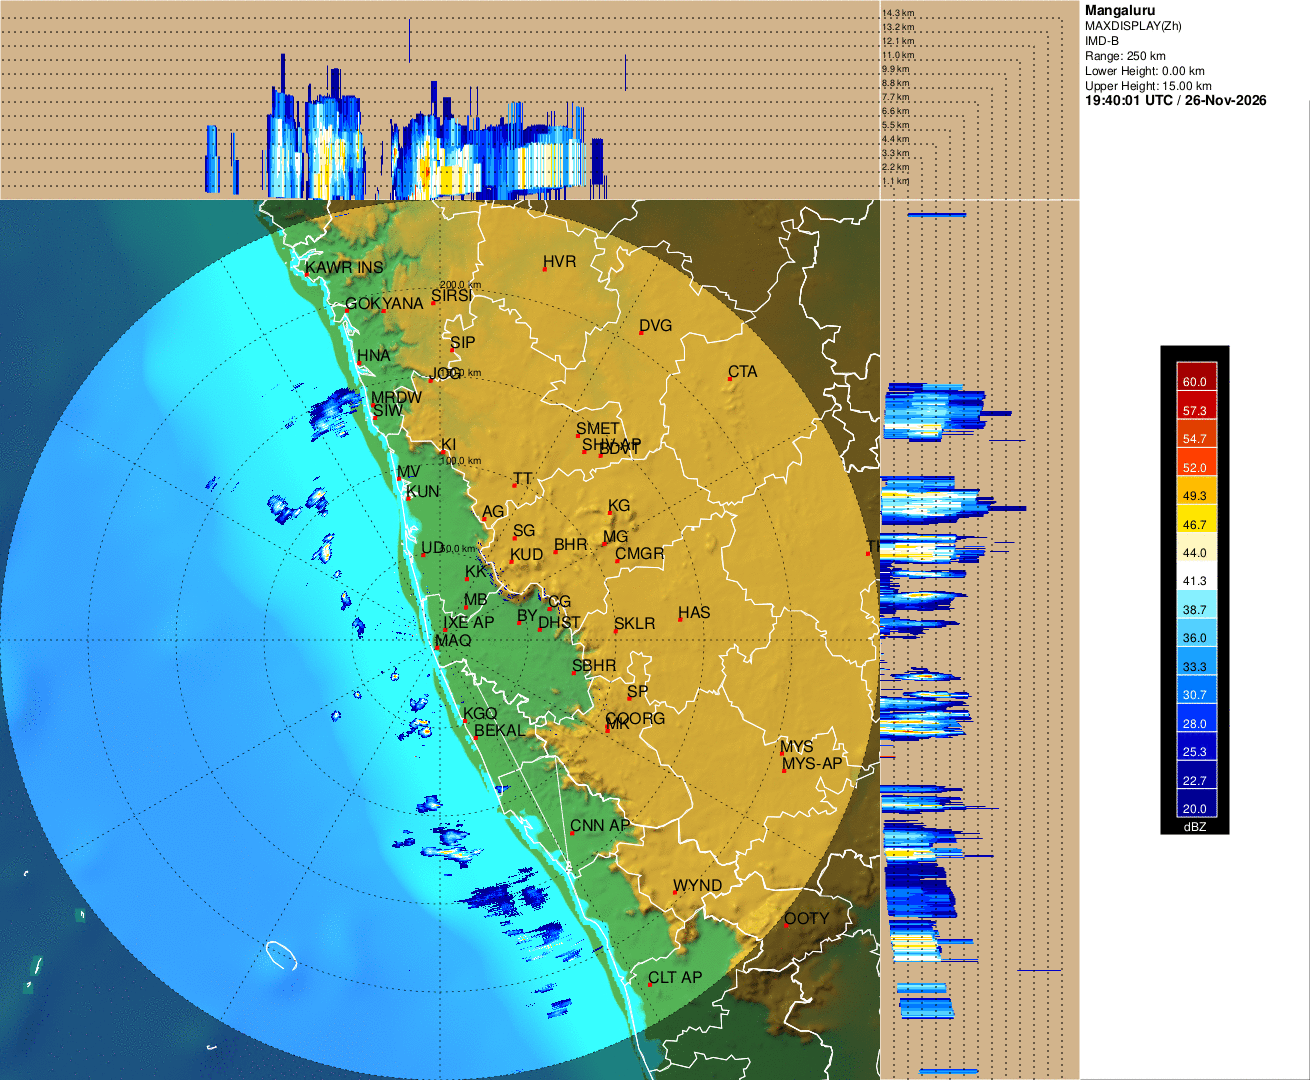 14.3 km
13.2 km
12.1 km
11.0 km
9.9 km
8.8 km
7.7 km
6.6 km
5.5 km
4.4 km
3.3 km
2.2 km
1.1 km
Mangaluru
MAXDISPLAY(Zh)
IMD-B
Range: 250 km
Lower Height: 0.00 km
Upper Height: 15.00 km
19:40:01 UTC / 26-Nov-2026
KAWR INS
HVR
200.0 km
SIRSI
GOKYANA
DVG
SIP
HNA
JOG
CTA
MRDW
SIW
SMET
SHV-AP
BDVT
KI
100.0 km
MV
TT
KUN
KG
AG
SG
MG
UD
50.0 km
KUD
BHR
CMGR
KK
MB
CG
IXE AP
BY
DHST
SKLR
HAS
MAQ
SBHR
SP
KGQ
COORG
MK
BEKAL
MYS
MYS-AP
CNN AP
WYND
OOTY
CLT AP
60.0
57.3
54.7
52.0
49.3
46.7
44.0
41.3
38.7
36.0
33.3
30.7
28.0
25.3
22.7
20.0
dBZ